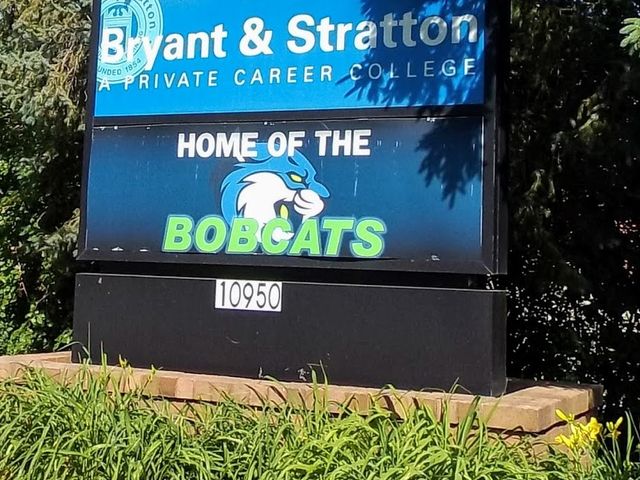 Bryant & Stratton
A PRIVATE CAREER COLLEGE
HOME OF THE
BOBCATS
10950